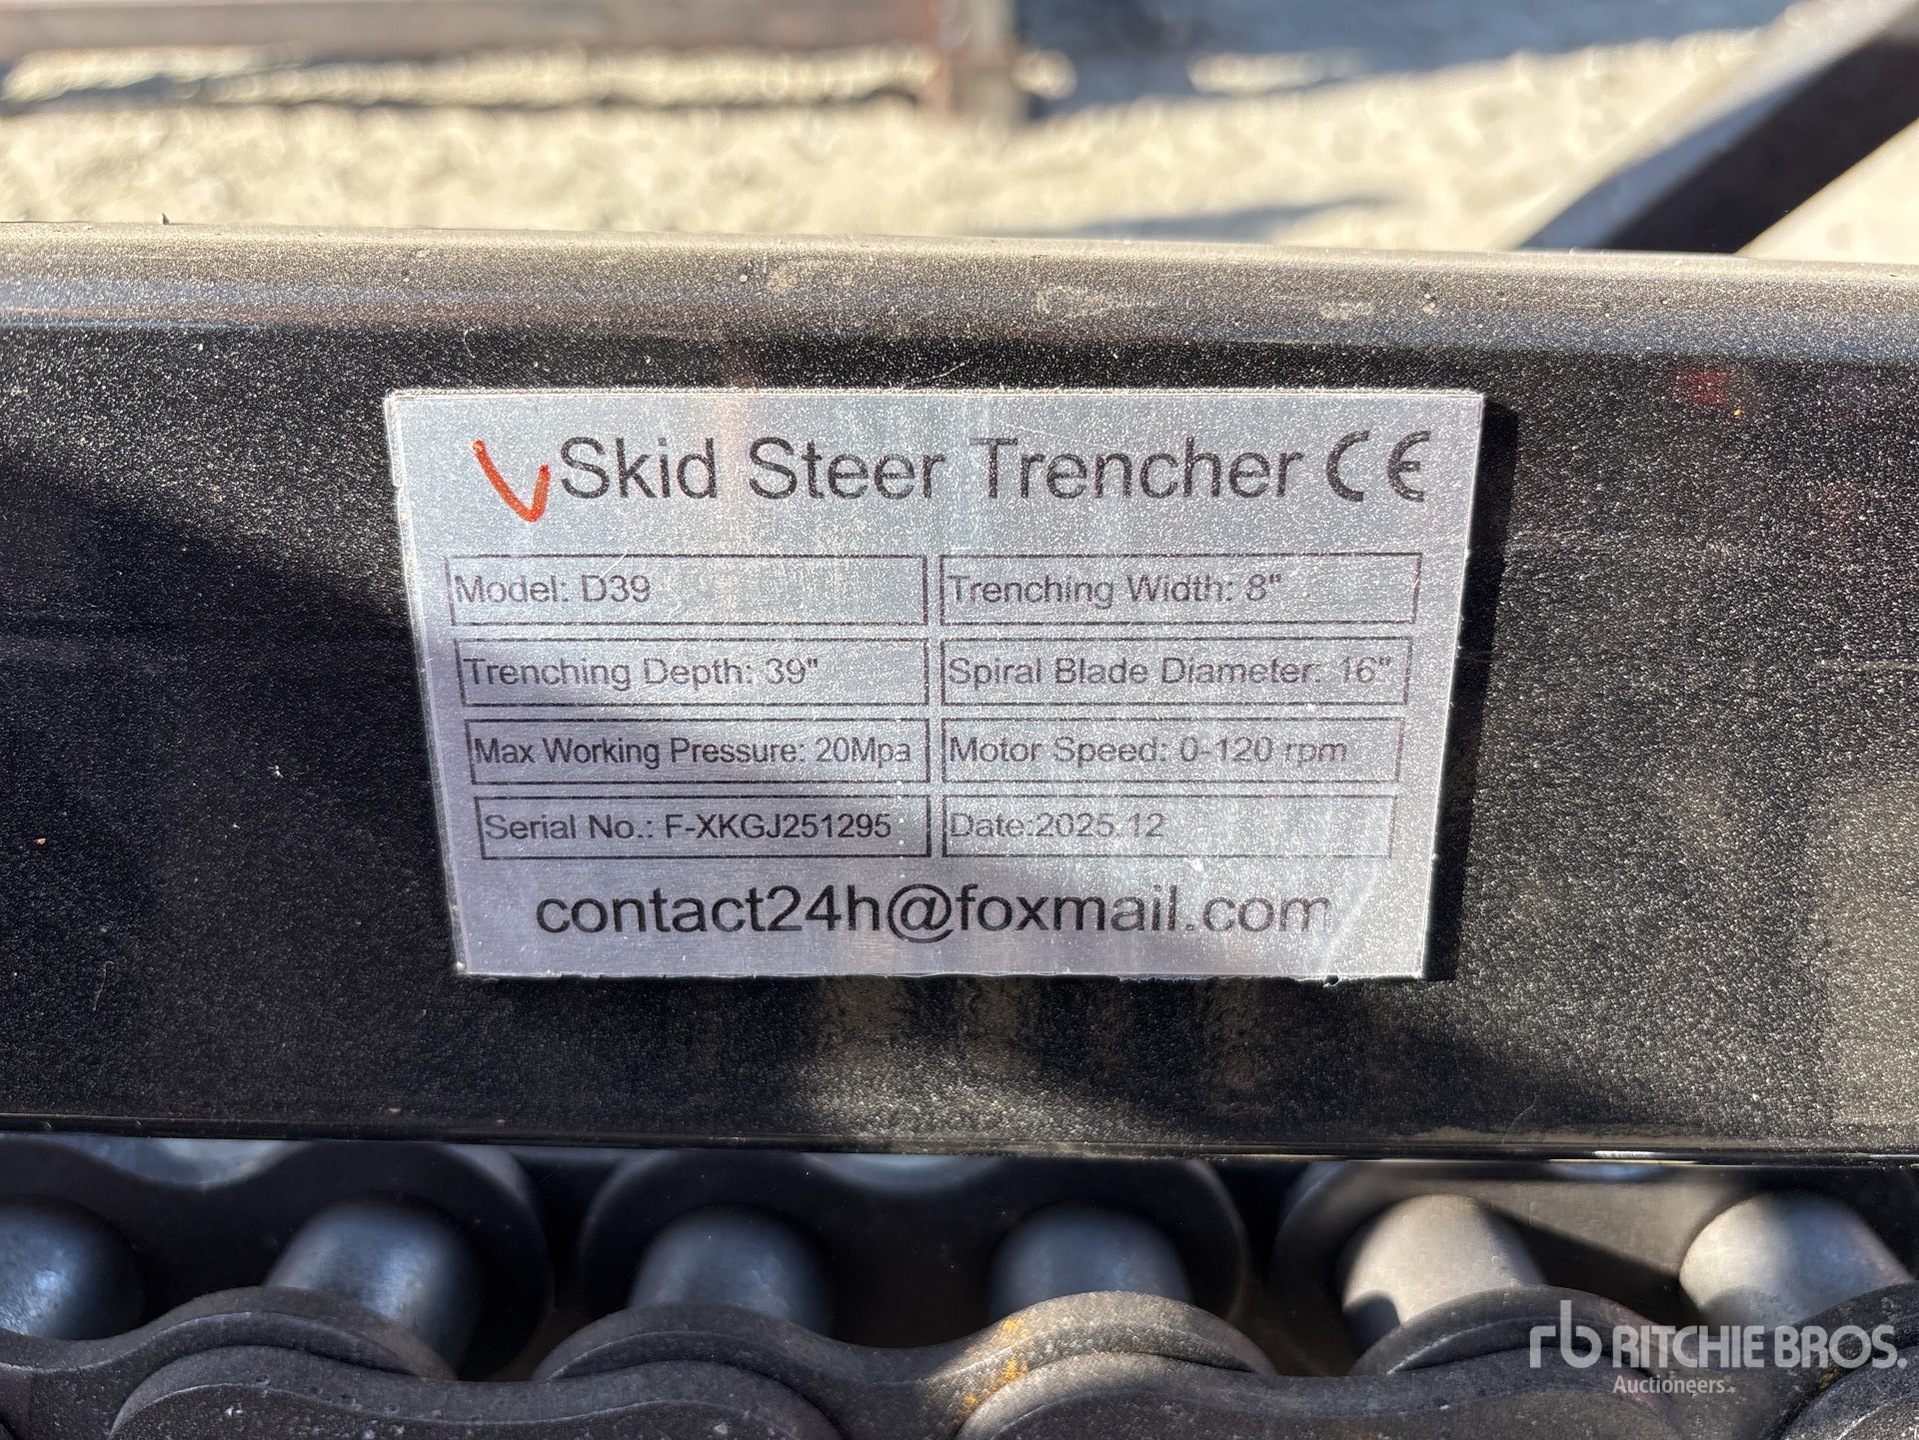 Skid Steer Trencher CE
Model: D39
Trenching Width: 8"
Trenching Depth: 39"
Spiral Blade Diameter: 16"
Max Working Pressure: 20Mpa
Motor Speed: 0-120 rpm
Serial No.: F-XKGJ251295
Date:2025.12
contact24h@foxmail.com
rb RITCHIE BROS.
Auctioneers